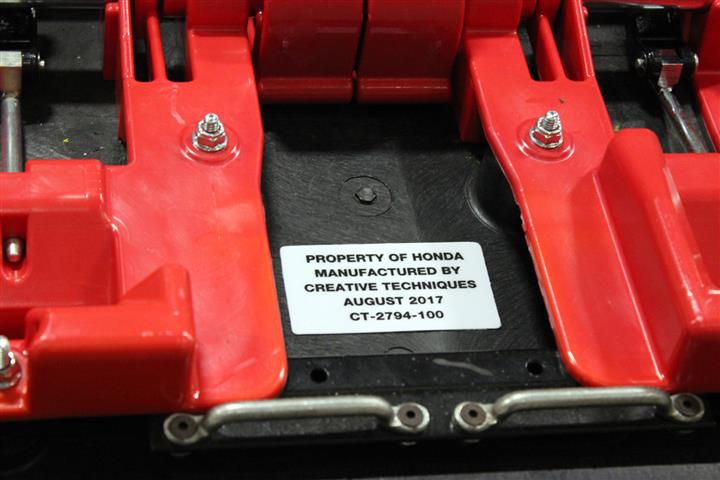 PROPERTY OF HONDA
MANUFACTURED BY
CREATIVE TECHNIQUES
AUGUST 2017
CT-2794-100